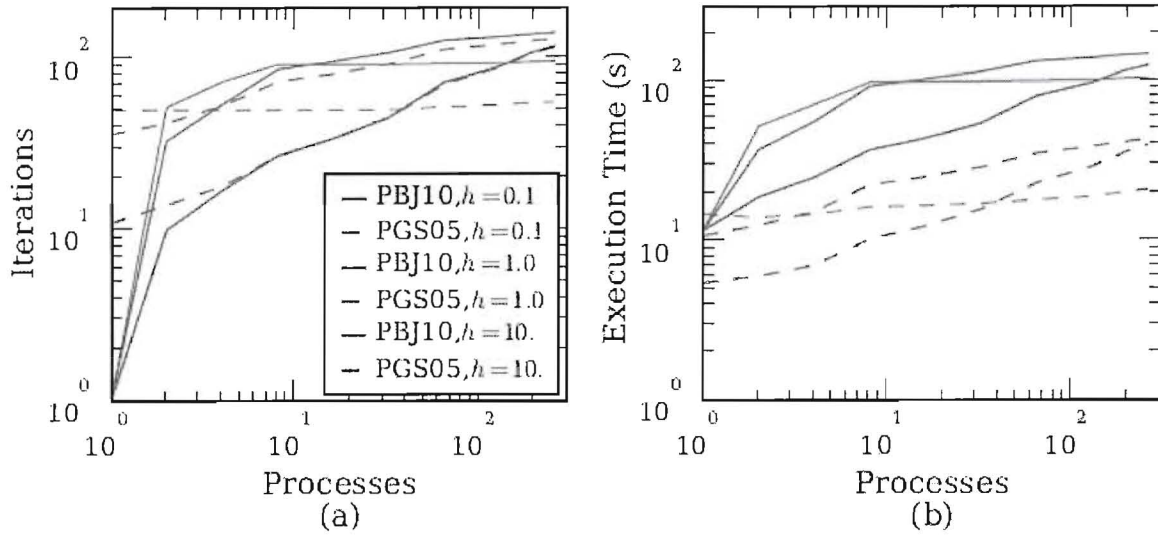 Iterations
10 2
10 1
10 0
PBJ10,h=0.1
PGS05,h=0.1
PBJ10,h=1.0
PGS05,h=1.0
PBJ10,h=10.
PGS05,h=10.
10 0
10 1
10 2
Processes
(a)
Execution Time (s)
10 2
10 1
10 0
10 0
10 1
10 2
Processes
(b)